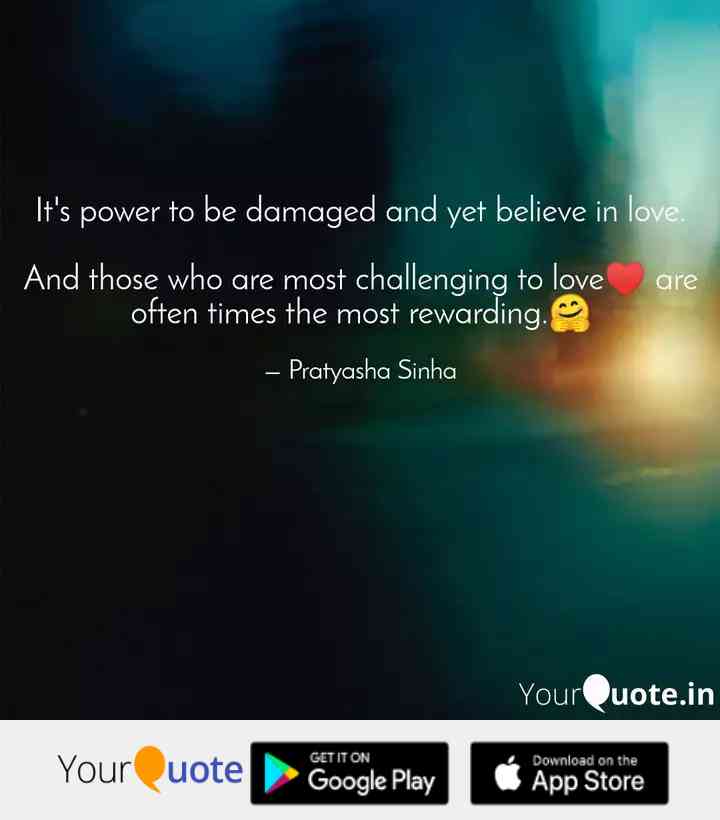 It's power to be damaged and yet believe in love.
And those who are most challenging to love❤️ are
often times the most rewarding.🤗
– Pratyasha Sinha
YourQuote.in
YourQuote
GET IT ON
Google Play
Download on the
App Store